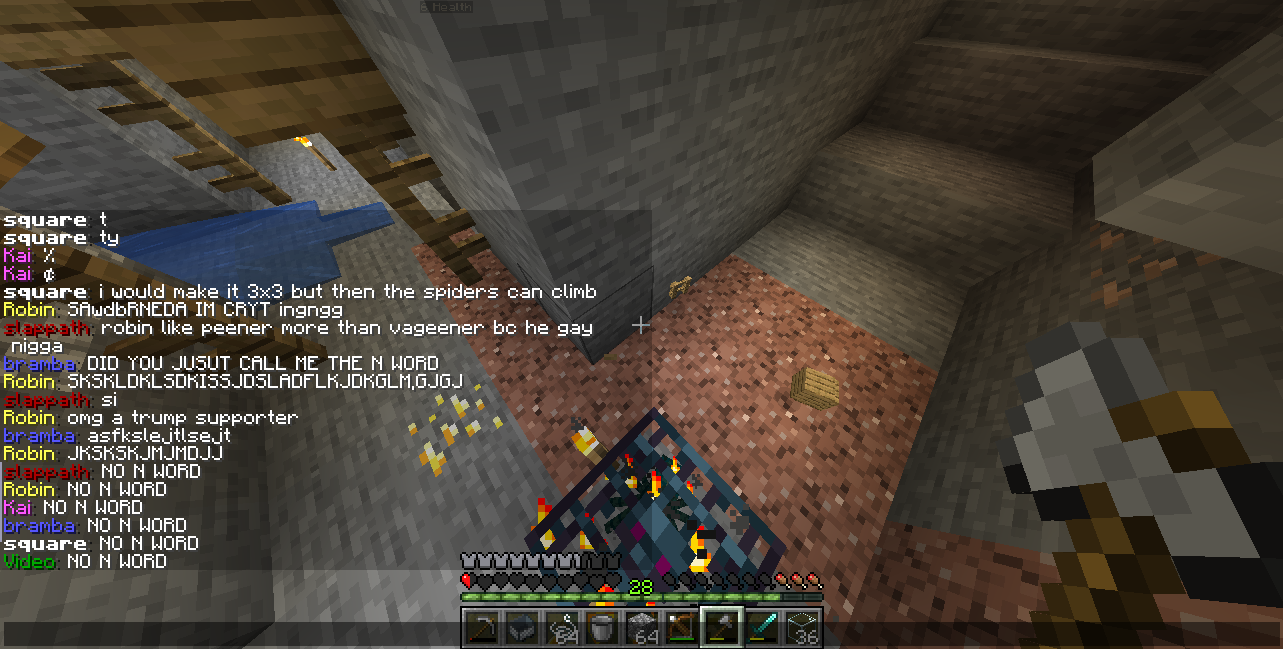 & Health
square: t
square: ty
Kai: %
Kai: ¢
square: i would make it 3x3 but then the spiders can climb
Robin: SAwdbRNEDA IM CRYT ingngg
slappath: robin like peener more than vageener bc he gay
nigga
bramba: DID YOU JUSUT CALL ME THE N WORD
Robin: SKSKLDKLSDKISSJDSLADFLKJDKGLM,GJGJ
slappath: si
Robin: omg a trump supporter
bramba: asfkslejtlsejt
Robin: JKSKSKJMJMDJJ
slappath: NO N WORD
Robin: NO N WORD
Kai: NO N WORD
bramba: NO N WORD
square: NO N WORD
Video: NO N WORD
28
64
64
36